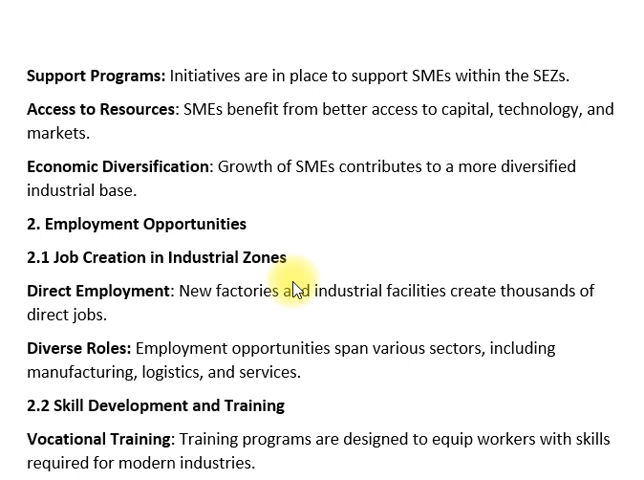 Support Programs: Initiatives are in place to support SMEs within the SEZs.
Access to Resources: SMEs benefit from better access to capital, technology, and
markets.
Economic Diversification: Growth of SMEs contributes to a more diversified
industrial base.
2. Employment Opportunities
2.1 Job Creation in Industrial Zones
Direct Employment: New factories and industrial facilities create thousands of
direct jobs.
Diverse Roles: Employment opportunities span various sectors, including
manufacturing, logistics, and services.
2.2 Skill Development and Training
Vocational Training: Training programs are designed to equip workers with skills
required for modern industries.